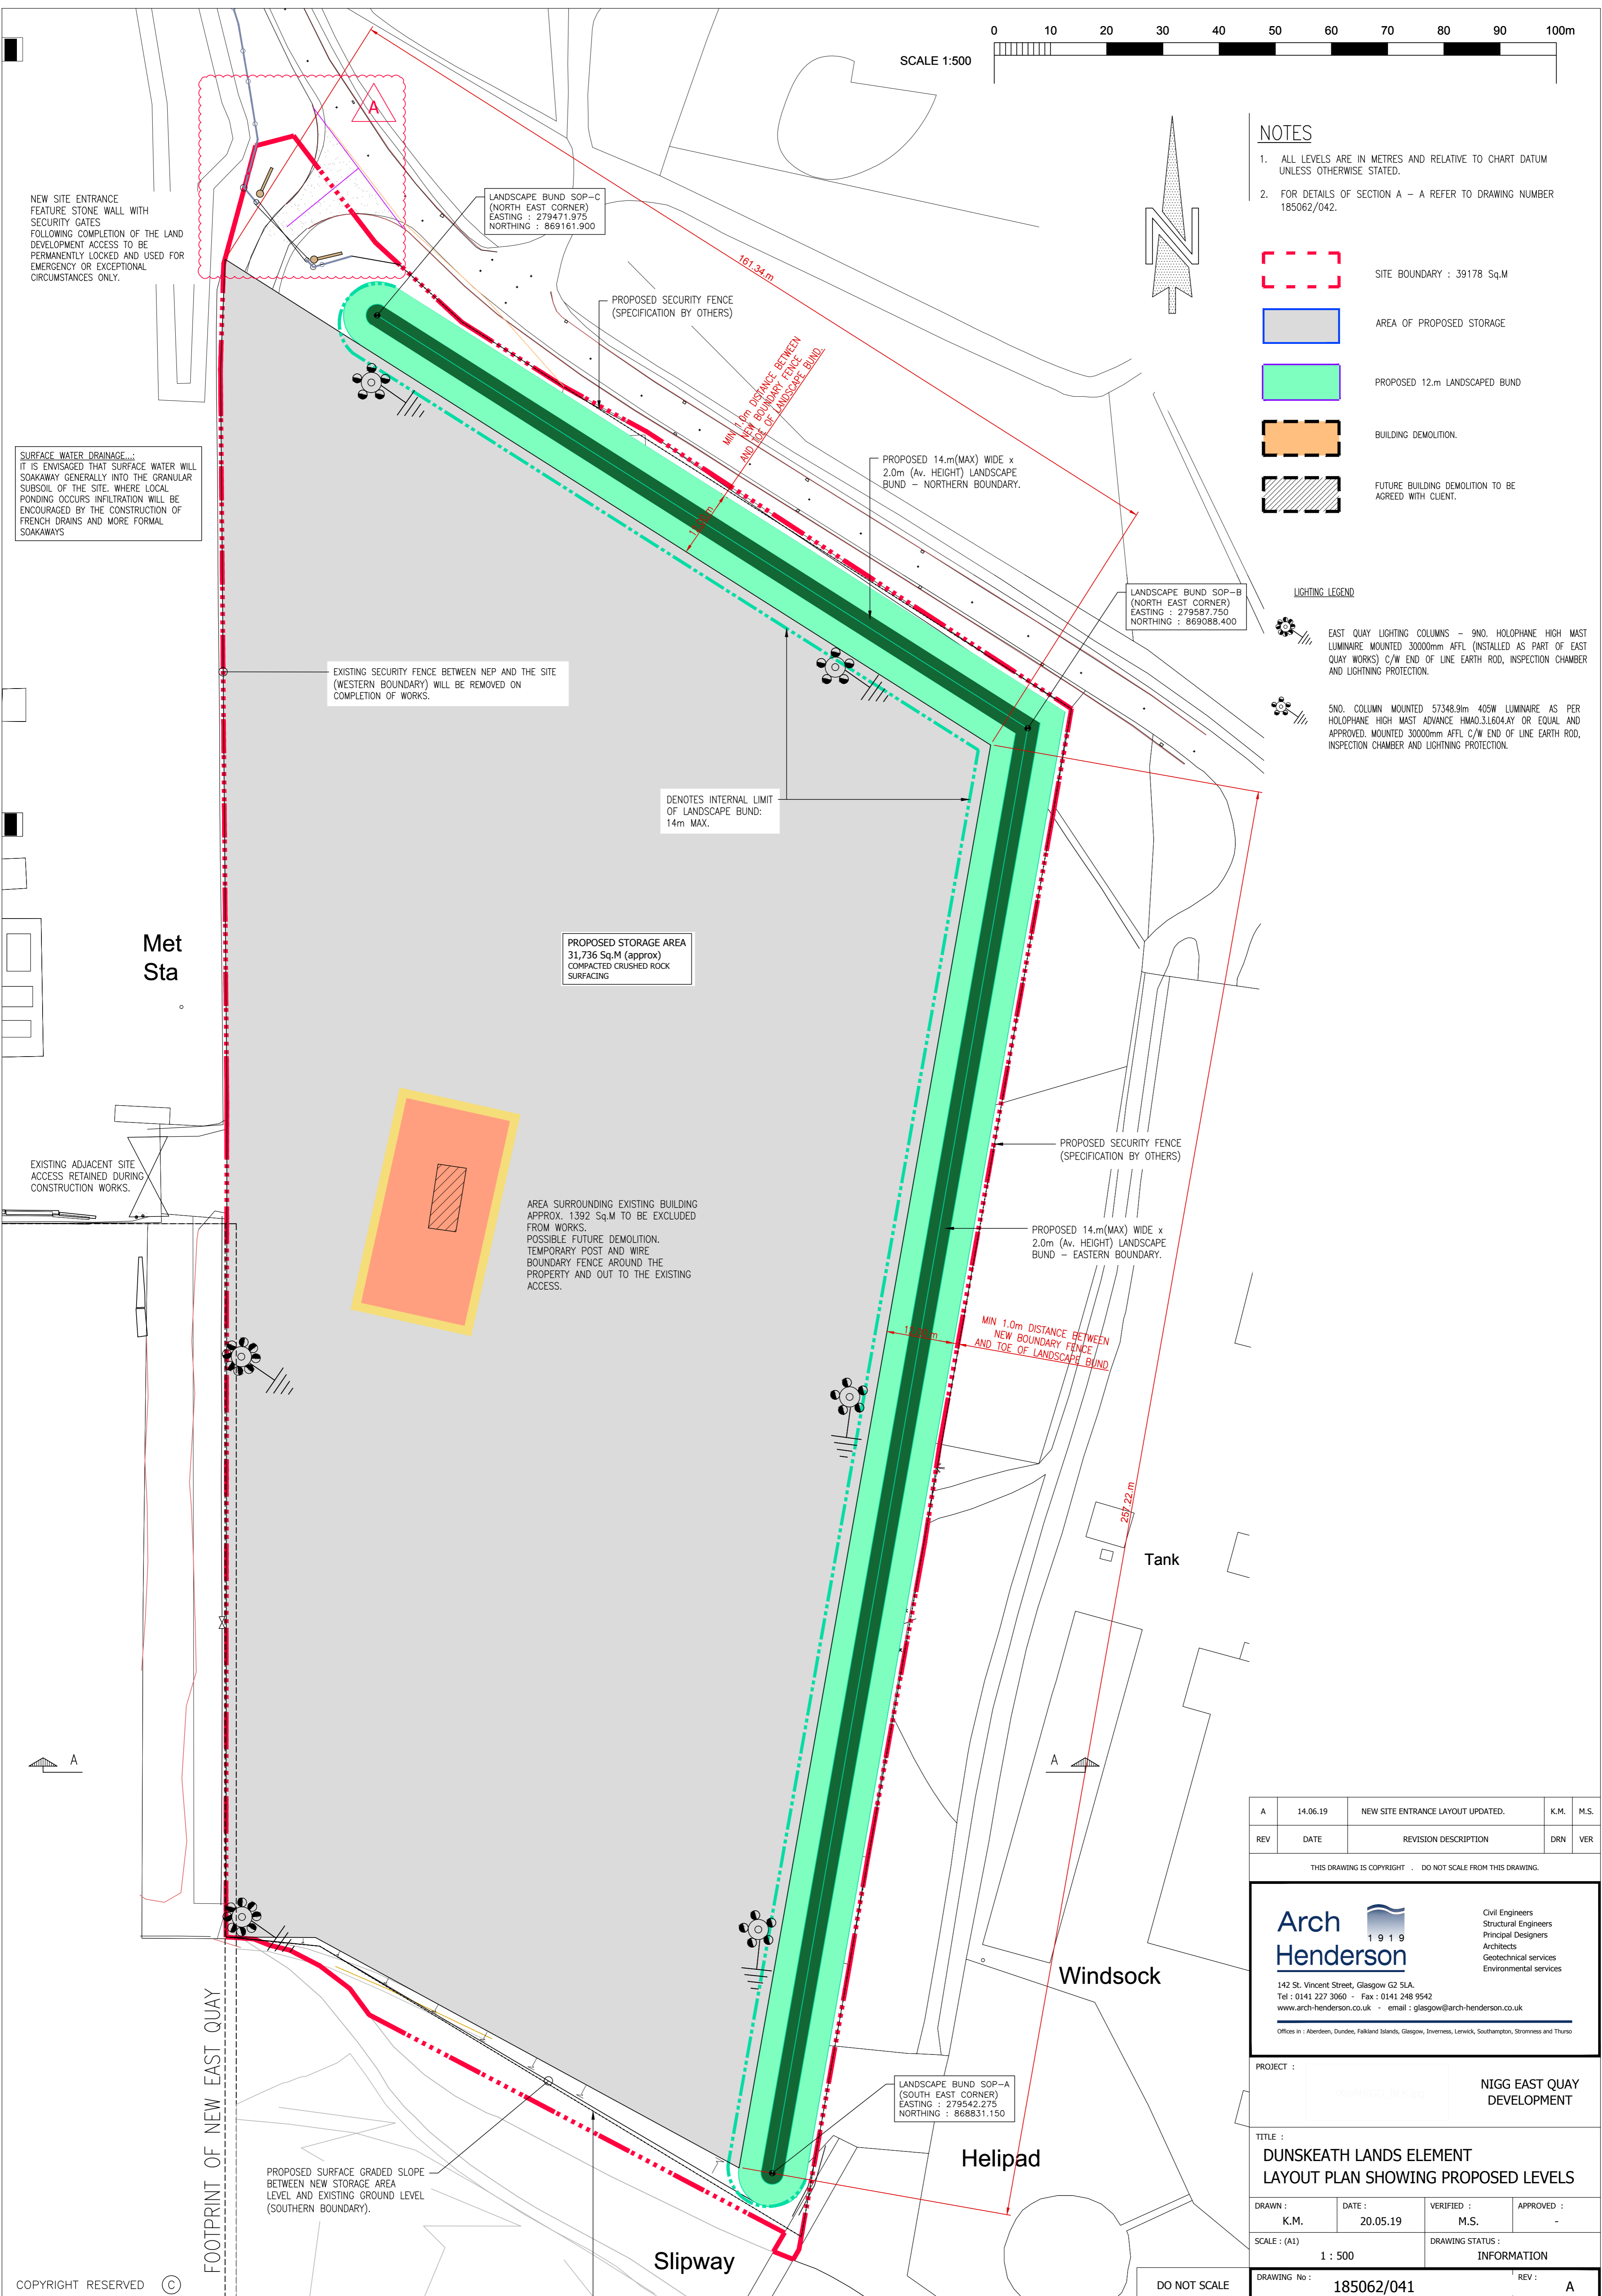 0 10 20 30 40 50 60 70 80 90 100m
SCALE 1:500
NOTES
1. ALL LEVELS ARE IN METRES AND RELATIVE TO CHART DATUM
UNLESS OTHERWISE STATED.
2. FOR DETAILS OF SECTION A – A REFER TO DRAWING NUMBER
185062/042.
SITE BOUNDARY : 39178 Sq.M
AREA OF PROPOSED STORAGE
PROPOSED 12.m LANDSCAPED BUND
BUILDING DEMOLITION.
FUTURE BUILDING DEMOLITION TO BE
AGREED WITH CLIENT.
LIGHTING LEGEND
EAST QUAY LIGHTING COLUMNS – 9NO. HOLOPHANE HIGH MAST
LUMINAIRE MOUNTED 30000mm AFFL (INSTALLED AS PART OF EAST
QUAY WORKS) C/W END OF LINE EARTH ROD, INSPECTION CHAMBER
AND LIGHTNING PROTECTION.
5NO. COLUMN MOUNTED 57348.9lm 405W LUMINAIRE AS PER
HOLOPHANE HIGH MAST ADVANCE HMAO.3.L604.AY OR EQUAL AND
APPROVED. MOUNTED 30000mm AFFL C/W END OF LINE EARTH ROD,
INSPECTION CHAMBER AND LIGHTNING PROTECTION.
N
A
NEW SITE ENTRANCE
FEATURE STONE WALL WITH
SECURITY GATES
FOLLOWING COMPLETION OF THE LAND
DEVELOPMENT ACCESS TO BE
PERMANENTLY LOCKED AND USED FOR
EMERGENCY OR EXCEPTIONAL
CIRCUMSTANCES ONLY.
LANDSCAPE BUND SOP–C
(NORTH EAST CORNER)
EASTING : 279471.975
NORTHING : 869161.900
161.34.m
PROPOSED SECURITY FENCE
(SPECIFICATION BY OTHERS)
MIN 1.0m DISTANCE BETWEEN
NEW BOUNDARY FENCE
AND TOE OF LANDSCAPE BUND.
SURFACE WATER DRAINAGE...:
IT IS ENVISAGED THAT SURFACE WATER WILL
SOAKAWAY GENERALLY INTO THE GRANULAR
SUBSOIL OF THE SITE. WHERE LOCAL
PONDING OCCURS INFILTRATION WILL BE
ENCOURAGED BY THE CONSTRUCTION OF
FRENCH DRAINS AND MORE FORMAL
SOAKAWAYS
PROPOSED 14.m(MAX) WIDE x
2.0m (Av. HEIGHT) LANDSCAPE
BUND – NORTHERN BOUNDARY.
LANDSCAPE BUND SOP–B
(NORTH EAST CORNER)
EASTING : 279587.750
NORTHING : 869088.400
EXISTING SECURITY FENCE BETWEEN NEP AND THE SITE
(WESTERN BOUNDARY) WILL BE REMOVED ON
COMPLETION OF WORKS.
DENOTES INTERNAL LIMIT
OF LANDSCAPE BUND:
14m MAX.
Met
Sta
PROPOSED STORAGE AREA
31,736 Sq.M (approx)
COMPACTED CRUSHED ROCK
SURFACING
EXISTING ADJACENT SITE
ACCESS RETAINED DURING
CONSTRUCTION WORKS.
PROPOSED SECURITY FENCE
(SPECIFICATION BY OTHERS)
AREA SURROUNDING EXISTING BUILDING
APPROX. 1392 Sq.M TO BE EXCLUDED
FROM WORKS.
POSSIBLE FUTURE DEMOLITION.
TEMPORARY POST AND WIRE
BOUNDARY FENCE AROUND THE
PROPERTY AND OUT TO THE EXISTING
ACCESS.
PROPOSED 14.m(MAX) WIDE x
2.0m (Av. HEIGHT) LANDSCAPE
BUND – EASTERN BOUNDARY.
MIN 1.0m DISTANCE BETWEEN
NEW BOUNDARY FENCE
AND TOE OF LANDSCAPE BUND
257.22.m
Tank
A
A
Windsock
FOOTPRINT OF NEW EAST QUAY
LANDSCAPE BUND SOP–A
(SOUTH EAST CORNER)
EASTING : 279542.275
NORTHING : 868831.150
Helipad
PROPOSED SURFACE GRADED SLOPE
BETWEEN NEW STORAGE AREA
LEVEL AND EXISTING GROUND LEVEL
(SOUTHERN BOUNDARY).
Slipway
COPYRIGHT RESERVED C
DO NOT SCALE
A 14.06.19 NEW SITE ENTRANCE LAYOUT UPDATED. K.M. M.S.
REV DATE REVISION DESCRIPTION DRN VER
THIS DRAWING IS COPYRIGHT . DO NOT SCALE FROM THIS DRAWING.
Arch
Henderson
1919
Civil Engineers
Structural Engineers
Principal Designers
Architects
Geotechnical services
Environmental services
142 St. Vincent Street, Glasgow G2 5LA.
Tel : 0141 227 3060 - Fax : 0141 248 9542
www.arch-henderson.co.uk - email : glasgow@arch-henderson.co.uk
Offices in : Aberdeen, Dundee, Falkland Islands, Glasgow, Inverness, Lerwick, Southampton, Stromness and Thurso
PROJECT :
NIGG EAST QUAY
DEVELOPMENT
TITLE :
DUNSKEATH LANDS ELEMENT
LAYOUT PLAN SHOWING PROPOSED LEVELS
DRAWN : DATE : VERIFIED : APPROVED :
K.M. 20.05.19 M.S. -
SCALE : (A1) DRAWING STATUS :
1 : 500 INFORMATION
DRAWING No : REV :
185062/041 A